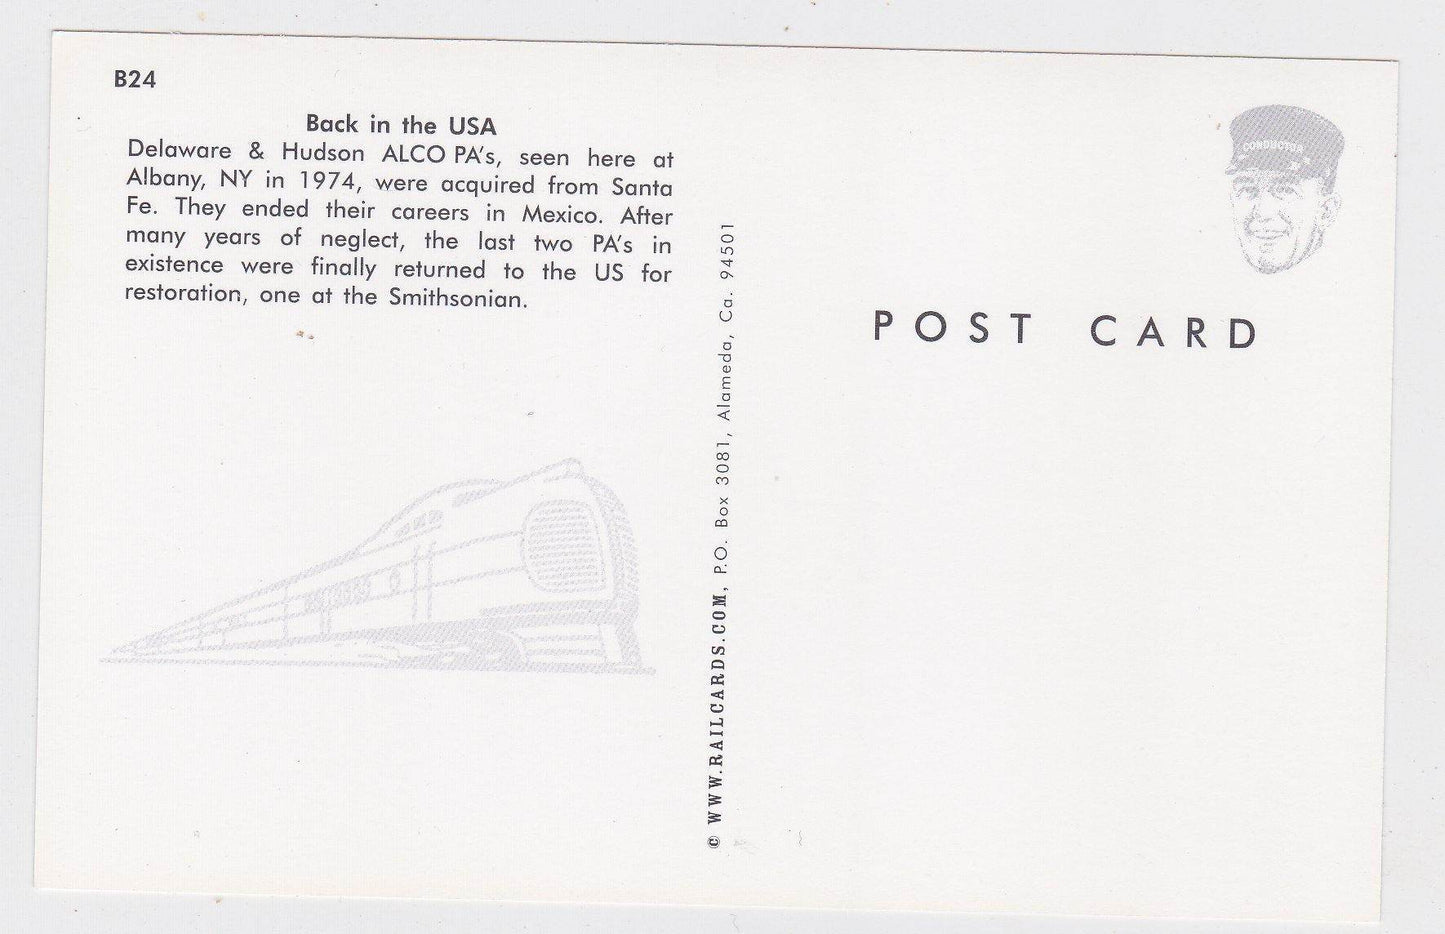 B24
Back in the USA
Delaware & Hudson ALCO PA's, seen here at
Albany, NY in 1974, were acquired from Santa
Fe. They ended their careers in Mexico. After
many years of neglect, the last two PA's in
existence were finally returned to the US for
restoration, one at the Smithsonian.
© WWW.RAILCARDS.COM, P.O. Box 3081, Alameda, Ca. 94501
CONDUCTOR
POST CARD